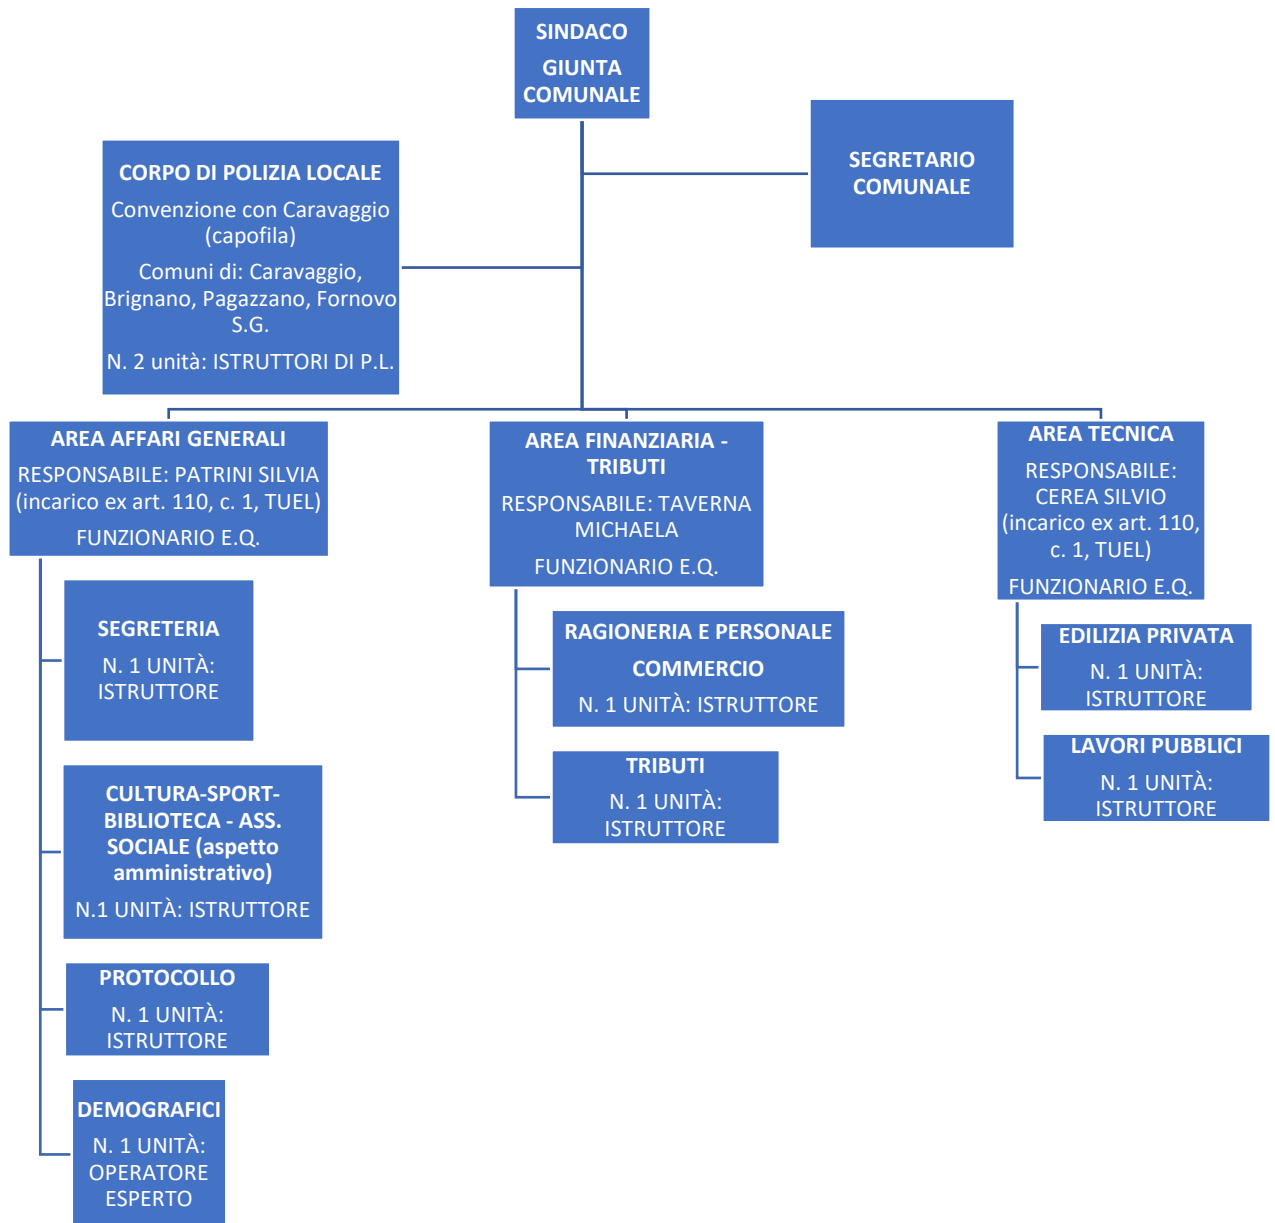 SINDACO
GIUNTA
COMUNALE
SEGRETARIO
COMUNALE
CORPO DI POLIZIA LOCALE
Convenzione con Caravaggio
(capofila)
Comuni di: Caravaggio,
Brignano, Pagazzano, Fornovo
S.G.
N. 2 unità: ISTRUTTORI DI P.L.
AREA AFFARI GENERALI
RESPONSABILE: PATRINI SILVIA
(incarico ex art. 110, c. 1, TUEL)
FUNZIONARIO E.Q.
SEGRETERIA
N. 1 UNITÀ:
ISTRUTTORE
CULTURA-SPORT-
BIBLIOTECA - ASS.
SOCIALE (aspetto
amministrativo)
N.1 UNITÀ: ISTRUTTORE
PROTOCOLLO
N. 1 UNITÀ:
ISTRUTTORE
DEMOGRAFICI
N. 1 UNITÀ:
OPERATORE
ESPERTO
AREA FINANZIARIA -
TRIBUTI
RESPONSABILE: TAVERNA
MICHAELA
FUNZIONARIO E.Q.
RAGIONERIA E PERSONALE
COMMERCIO
N. 1 UNITÀ: ISTRUTTORE
TRIBUTI
N. 1 UNITÀ:
ISTRUTTORE
AREA TECNICA
RESPONSABILE:
CEREA SILVIO
(incarico ex art. 110,
c. 1, TUEL)
FUNZIONARIO E.Q.
EDILIZIA PRIVATA
N. 1 UNITÀ:
ISTRUTTORE
LAVORI PUBBLICI
N. 1 UNITÀ:
ISTRUTTORE